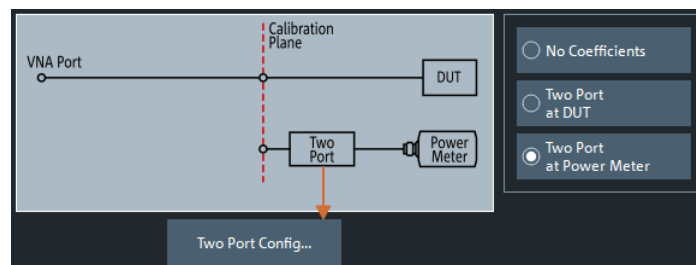 Calibration
Plane
VNA Port
DUT
Two
Port
Power
Meter
Two Port Config...
No Coefficients
Two Port
at DUT
Two Port
at Power Meter